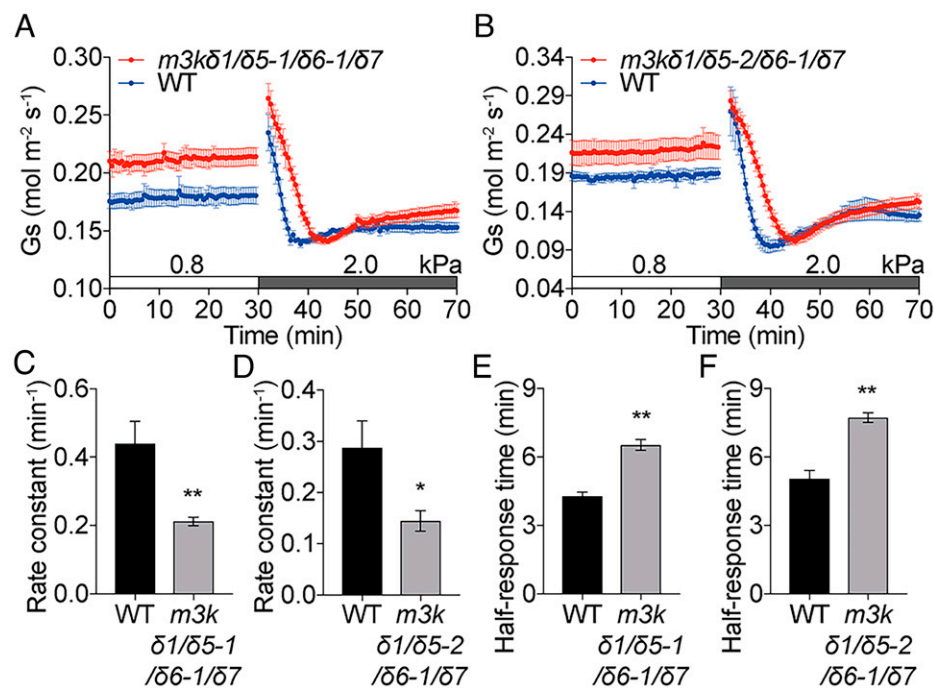 A
m3kδ1/δ5-1/δ6-1/δ7
WT
Gs (mol m-2 s-1)
0.30
0.25
0.20
0.15
0.10
0.8
2.0
kPa
0 10 20 30 40 50 60 70
Time (min)
B
m3kδ1/δ5-2/δ6-1/δ7
WT
Gs (mol m-2 s-1)
0.34
0.29
0.24
0.19
0.14
0.09
0.04
0.8
2.0
kPa
0 10 20 30 40 50 60 70
Time (min)
C
Rate constant (min-1)
0.6
0.4
0.2
0.0
**
WT m3k
δ1/δ5-1
/δ6-1/δ7
D
Rate constant (min-1)
0.4
0.3
0.2
0.1
0.0
*
WT m3k
δ1/δ5-2
/δ6-1/δ7
E
Half-response time (min)
9
6
3
0
**
WT m3k
δ1/δ5-1
/δ6-1/δ7
F
Half-response time (min)
9
6
3
0
**
WT m3k
δ1/δ5-2
/δ6-1/δ7